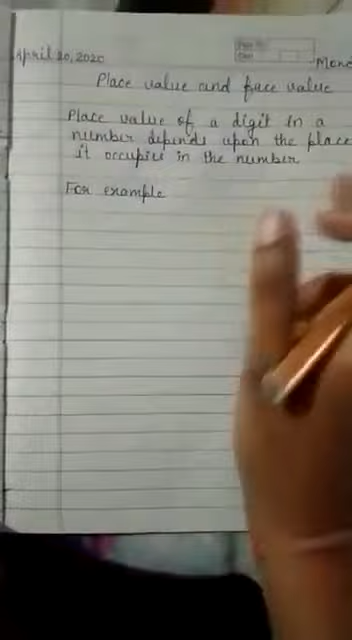 April 20, 2020
Place value and face value
Place value of a digit in a
number depends upon the place
it occupies in the number
For example